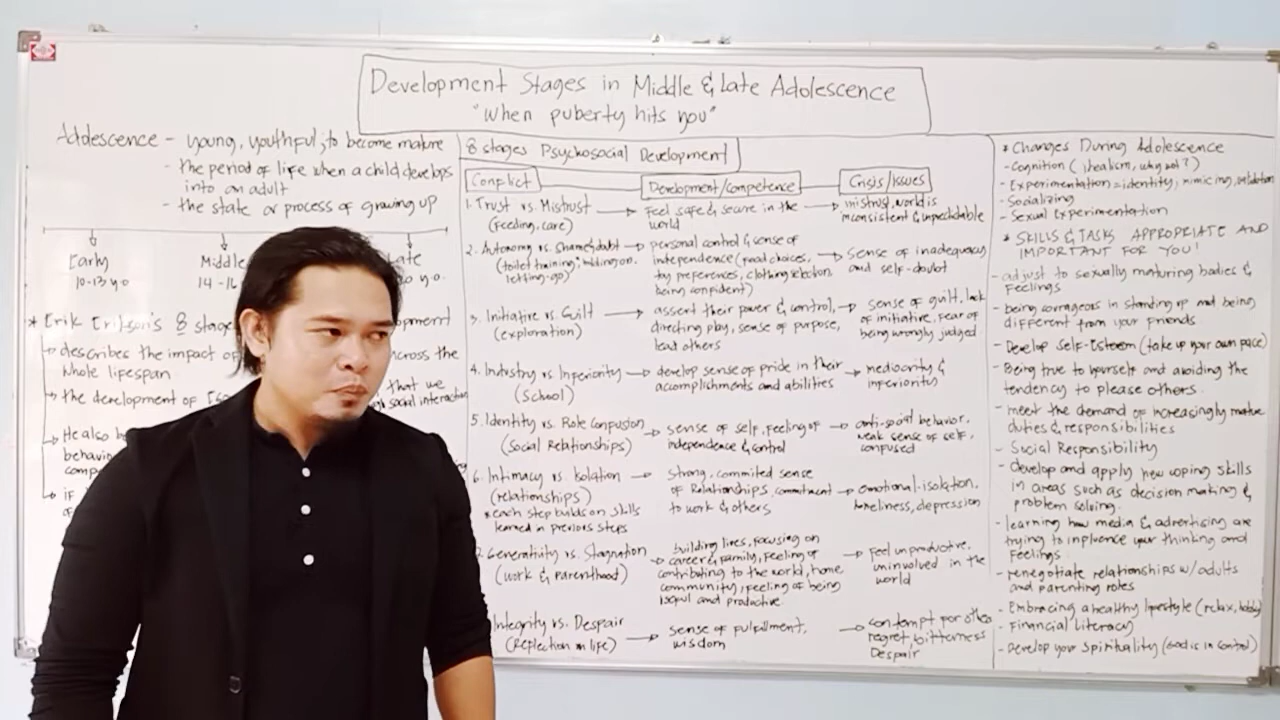 Development Stages in Middle & Late Adolescence
"When puberty hits you"
Adolescence - young, youthful, to become mature
- the period of life when a child develops
into an adult
- the state or process of growing up
Early
10-13 y.o
Middle
14-16
* Erik Erikson's 8 stage
describes the impact of
across the
whole lifespan
the development of
that we
social interaction
He also
behavio
if
8 stages Psychosocial Development
Conflict
Development/competence
Crisis/Issues
1. Trust vs. Mistrust
(Feeding, care)
Feel safe & secure in the
world
mistrust, world is
inconsistent &
2. Autonomy vs. Shame &
(toilet training, holding on,
letting-go)
personal control & sense of
independence (food choices,
toy preferences, clothing selection
being confident)
Sense of inadequacy
and self-doubt
3. Initiative vs. Guilt
(exploration)
assert their power & control,
directing play, sense of purpose,
lead others
sense of guilt, lack
of initiative, fear of
being wrongly judged
4. Industry vs Inferiority
(School)
develop sense of pride in their
accomplishments and abilities
mediocrity &
inferiority
5. Identity vs. Role Confusion
(Social Relationships)
sense of self, feeling of
independence & control
anti-social behavior,
weak sense of self,
confused
6. Intimacy vs. Isolation
(relationships)
* each step builds on skills
learned in previous steps
Strong, commited sense
of Relationships, commitment
to work & others
emotional-isolation,
loneliness, depression
Generativity vs. Stagnation
(work & parenthood)
building lives, focusing on
career & family, feeling of
contributing to the world, home
community, feeling of being
useful and productive.
Feel unproductive,
uninvolved in the
world
Integrity vs. Despair
(Reflection on life)
sense of fulfillment,
wisdom
contempt for other
regret, bitterness
Despair
* Changes During Adolescence
- Cognition (idealism, why not?)
- Experimentation = identity, mimicing, validation
- Socializing
- Sexual Experimentation
* SKILLS & TASK APPROPRIATE AND
IMPORTANT FOR YOU!
- adjust to sexually maturing bodies &
feelings
- being courageous in standing up and being
different from your friends
- Develop self-Esteem (take up your own pace)
- Being true to yourself and avoiding the
tendency to please others.
- meet the demand of increasingly mature
duties & responsibilities
- Social Responsibility
- develop and apply new coping skills
in areas such as decision making &
problem solving.
- learning how media & advertising are
trying to influence your thinking and
feelings
- renegotiate relationships w/ adults
and parenting roles
- Embracing a healthy lifestyle (relax, hobby)
- Financial Literacy
- Develop your Spirituality (God is in control)